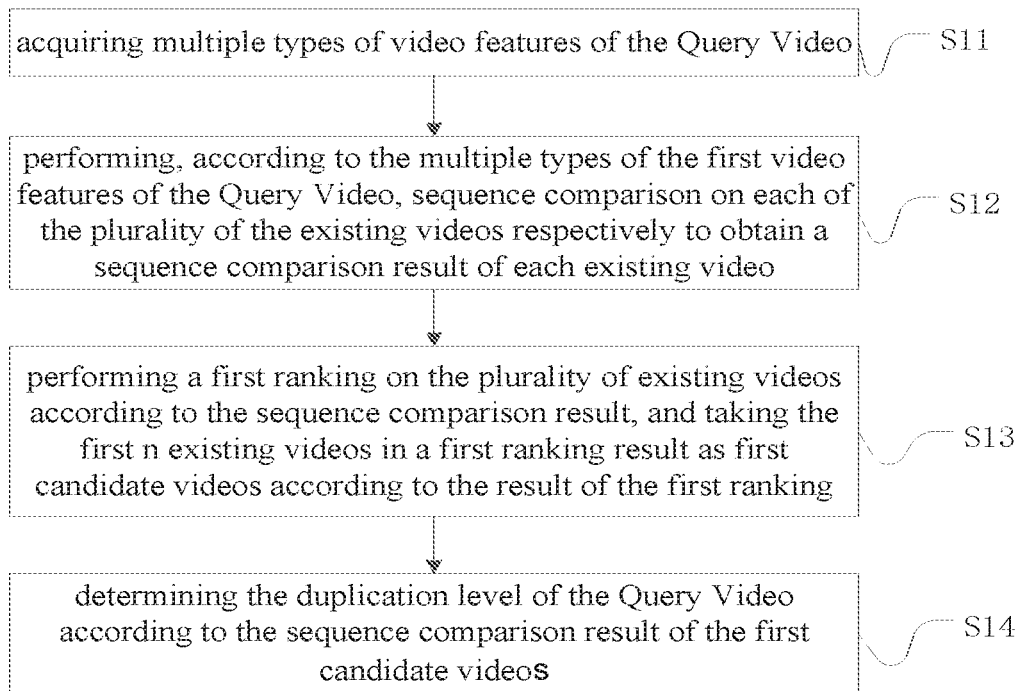 acquiring multiple types of video features of the Query Video
S11
performing, according to the multiple types of the first video
features of the Query Video, sequence comparison on each of
the plurality of the existing videos respectively to obtain a
sequence comparison result of each existing video
S12
performing a first ranking on the plurality of existing videos
according to the sequence comparison result, and taking the
first n existing videos in a first ranking result as first
candidate videos according to the result of the first ranking
S13
determining the duplication level of the Query Video
according to the sequence comparison result of the first
candidate videos
S14